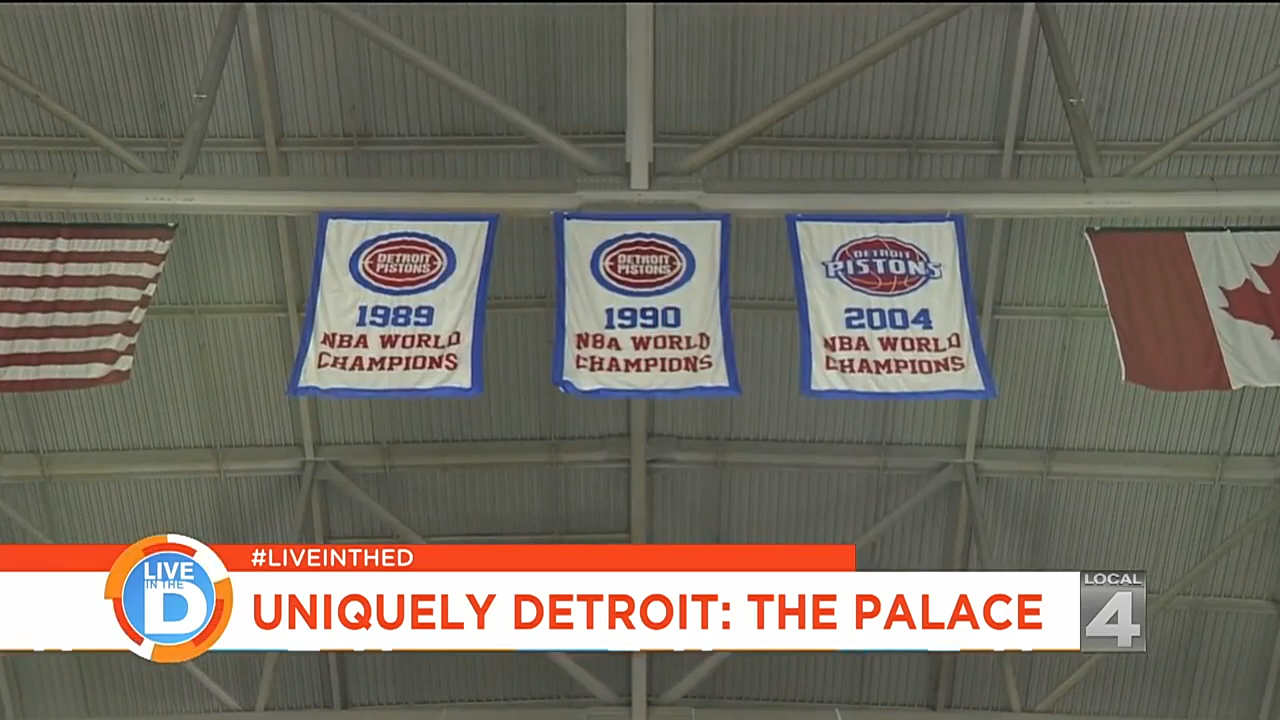 DETROIT
PISTONS
1989
NBA WORLD
CHAMPIONS
DETROIT
PISTONS
1990
NBA WORLD
CHAMPIONS
DETROIT
PISTONS
2004
NBA WORLD
CHAMPIONS
#LIVEINTHED
LIVE
IN THE
D
UNIQUELY DETROIT: THE PALACE
LOCAL
4